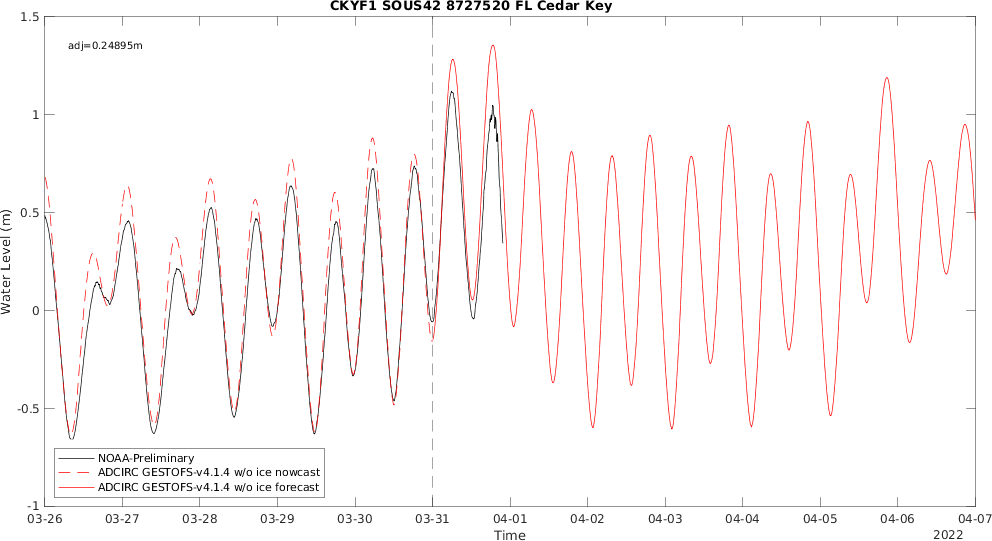 CKYF1 SOUS42 8727520 FL Cedar Key
1.5
adj=0.24895m
1
0.5
0
-0.5
-1
Water Level (m)
NOAA-Preliminary
ADCIRC GESTOFS-v4.1.4 w/o ice nowcast
ADCIRC GESTOFS-v4.1.4 w/o ice forecast
03-26 03-27 03-28 03-29 03-30 03-31 04-01 04-02 04-03 04-04 04-05 04-06 04-07
Time
2022